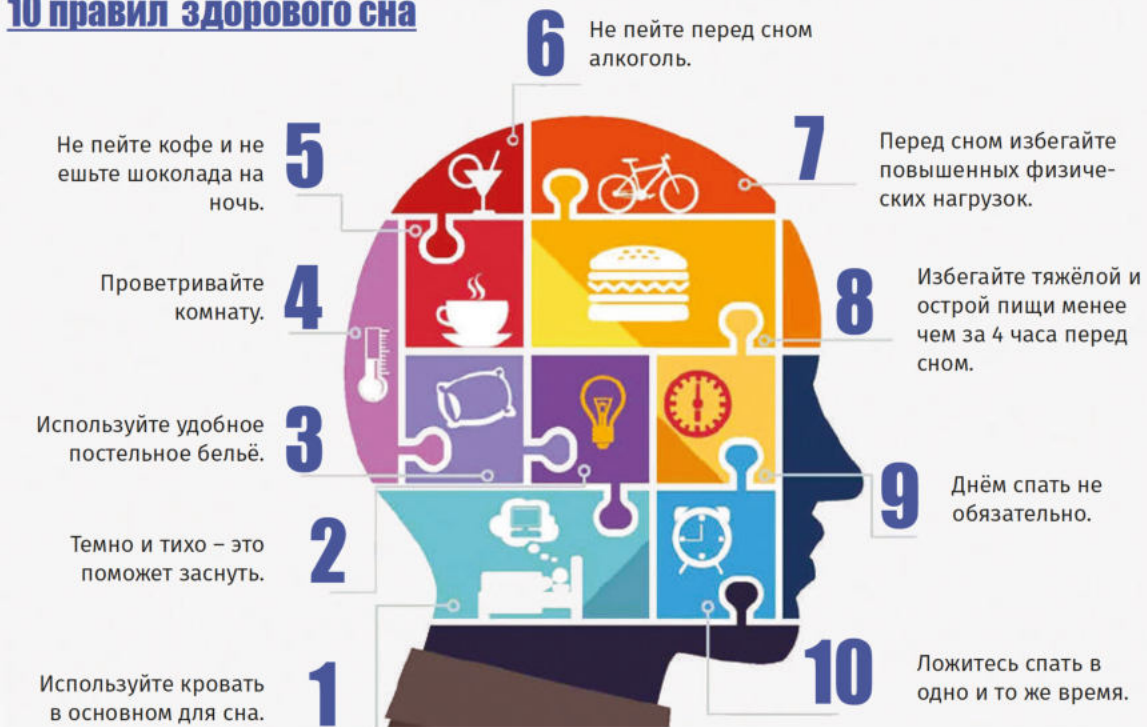 10 правил здорового сна
6
Не пейте перед сном
алкоголь.
5
Не пейте кофе и не
ешьте шоколада на
ночь.
7
Перед сном избегайте
повышенных физиче-
ских нагрузок.
4
Проветривайте
комнату.
8
Избегайте тяжёлой и
острой пищи менее
чем за 4 часа перед
сном.
3
Используйте удобное
постельное бельё.
9
Днём спать не
обязательно.
2
Темно и тихо – это
поможет заснуть.
1
Используйте кровать
в основном для сна.
10
Ложитесь спать в
одно и то же время.